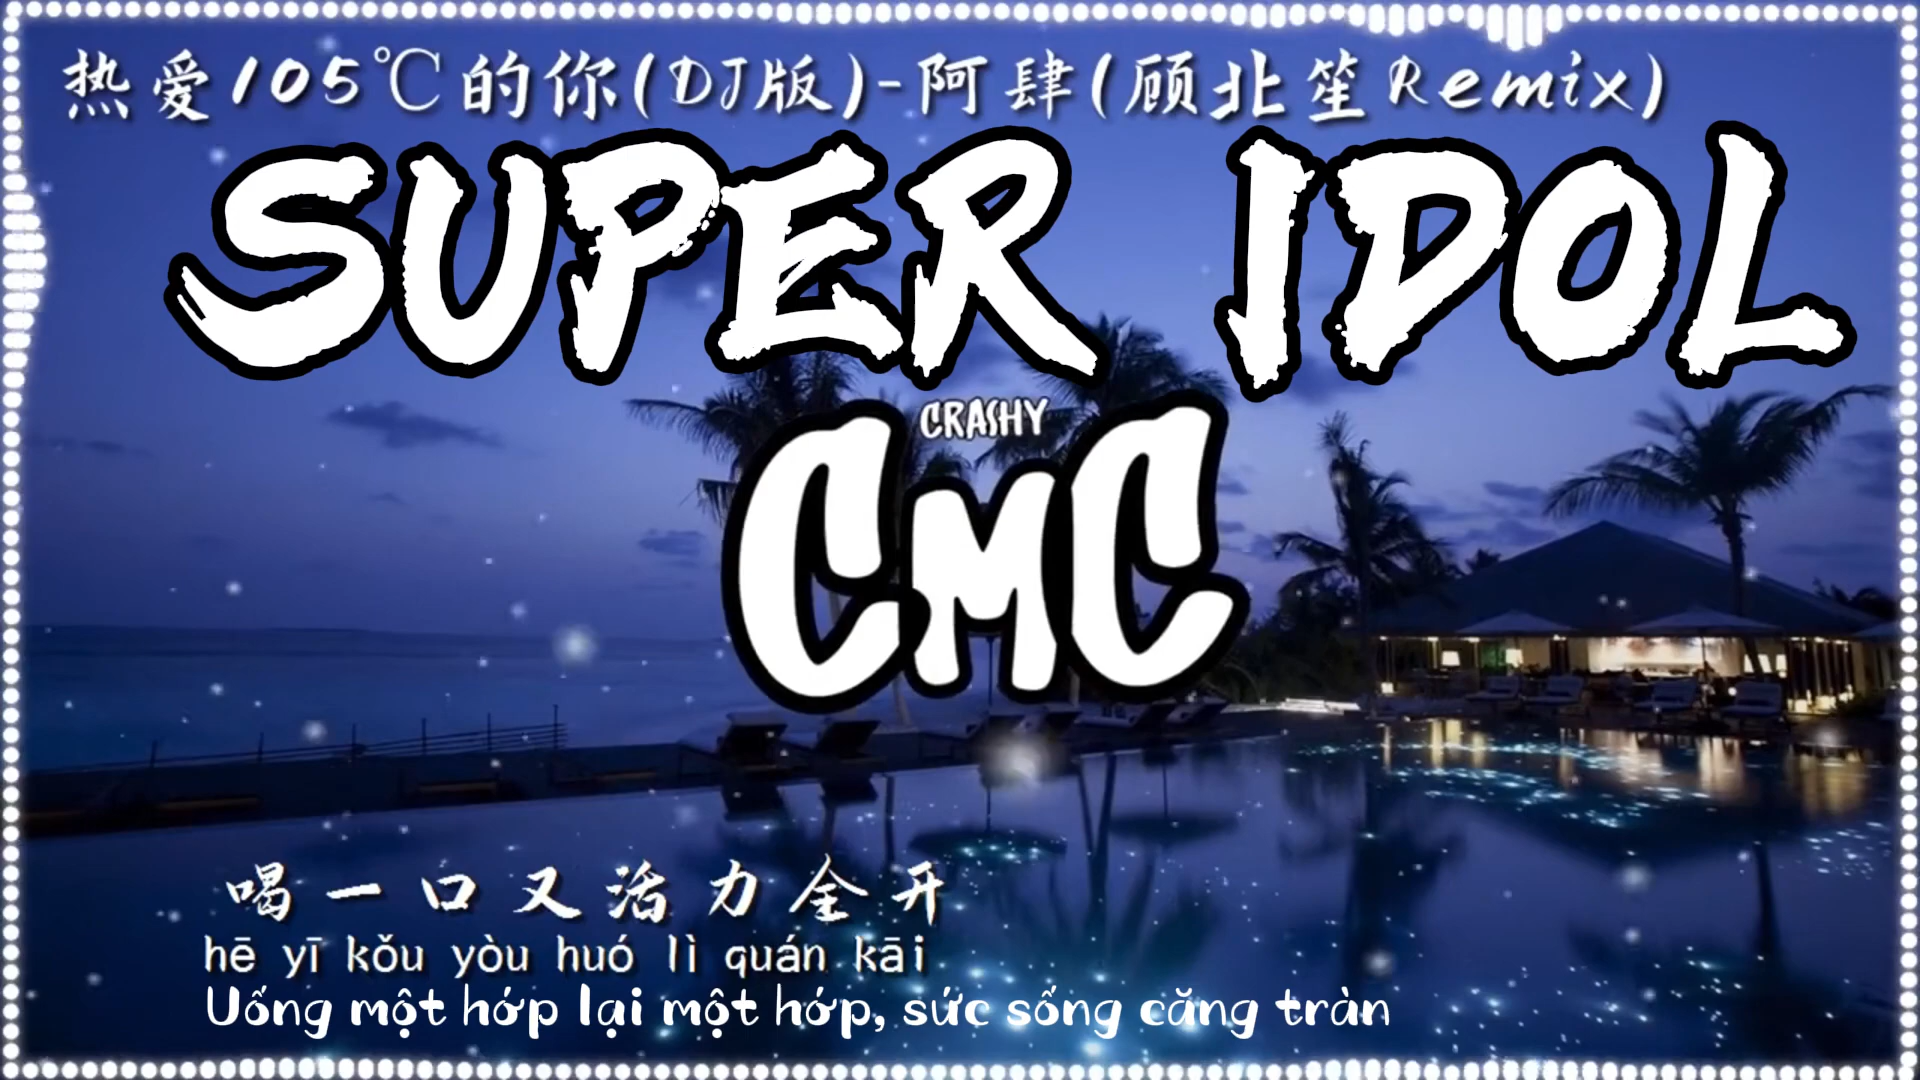 热爱105℃的你(DJ版)-阿肆(顾北笙Remix)
SUPER IDOL
CRASHY
CMC
喝一口又活力全开
hē yī kǒu yòu huó lì quán kāi
Uống một hớp lại một hớp, sức sống căng tràn